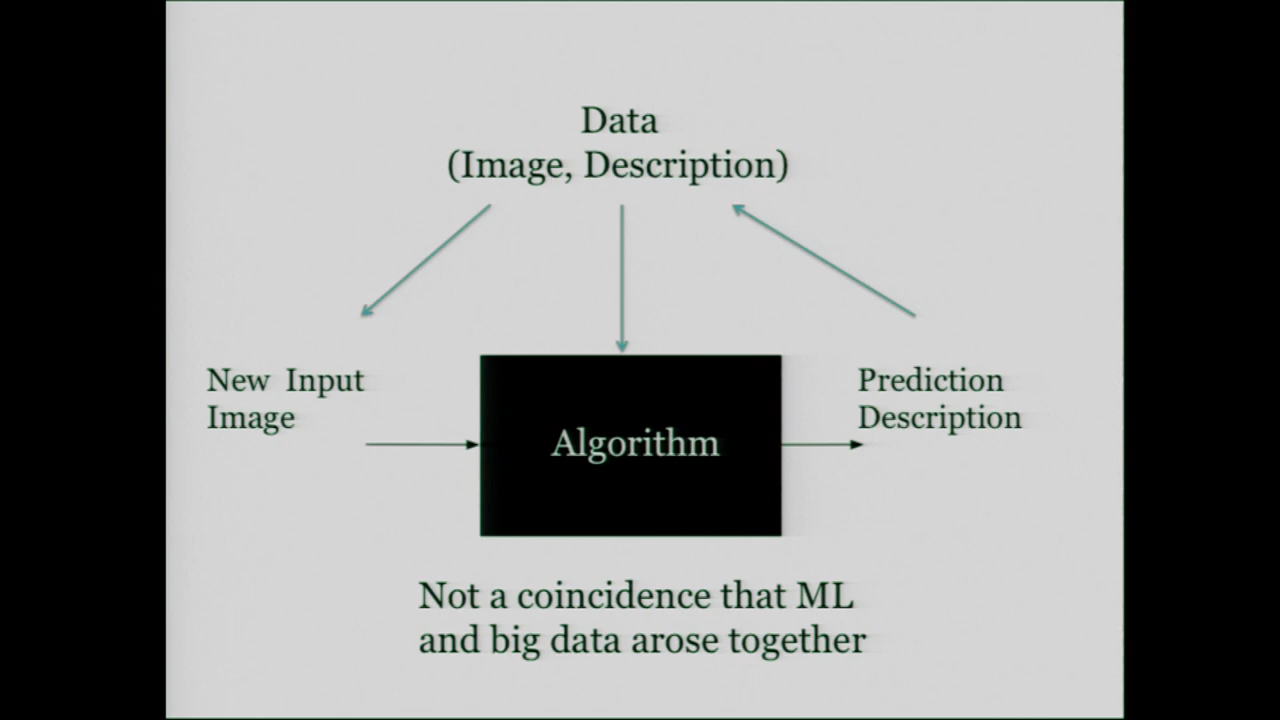 Data
(Image, Description)
New Input
Image
Algorithm
Prediction
Description
Not a coincidence that ML
and big data arose together